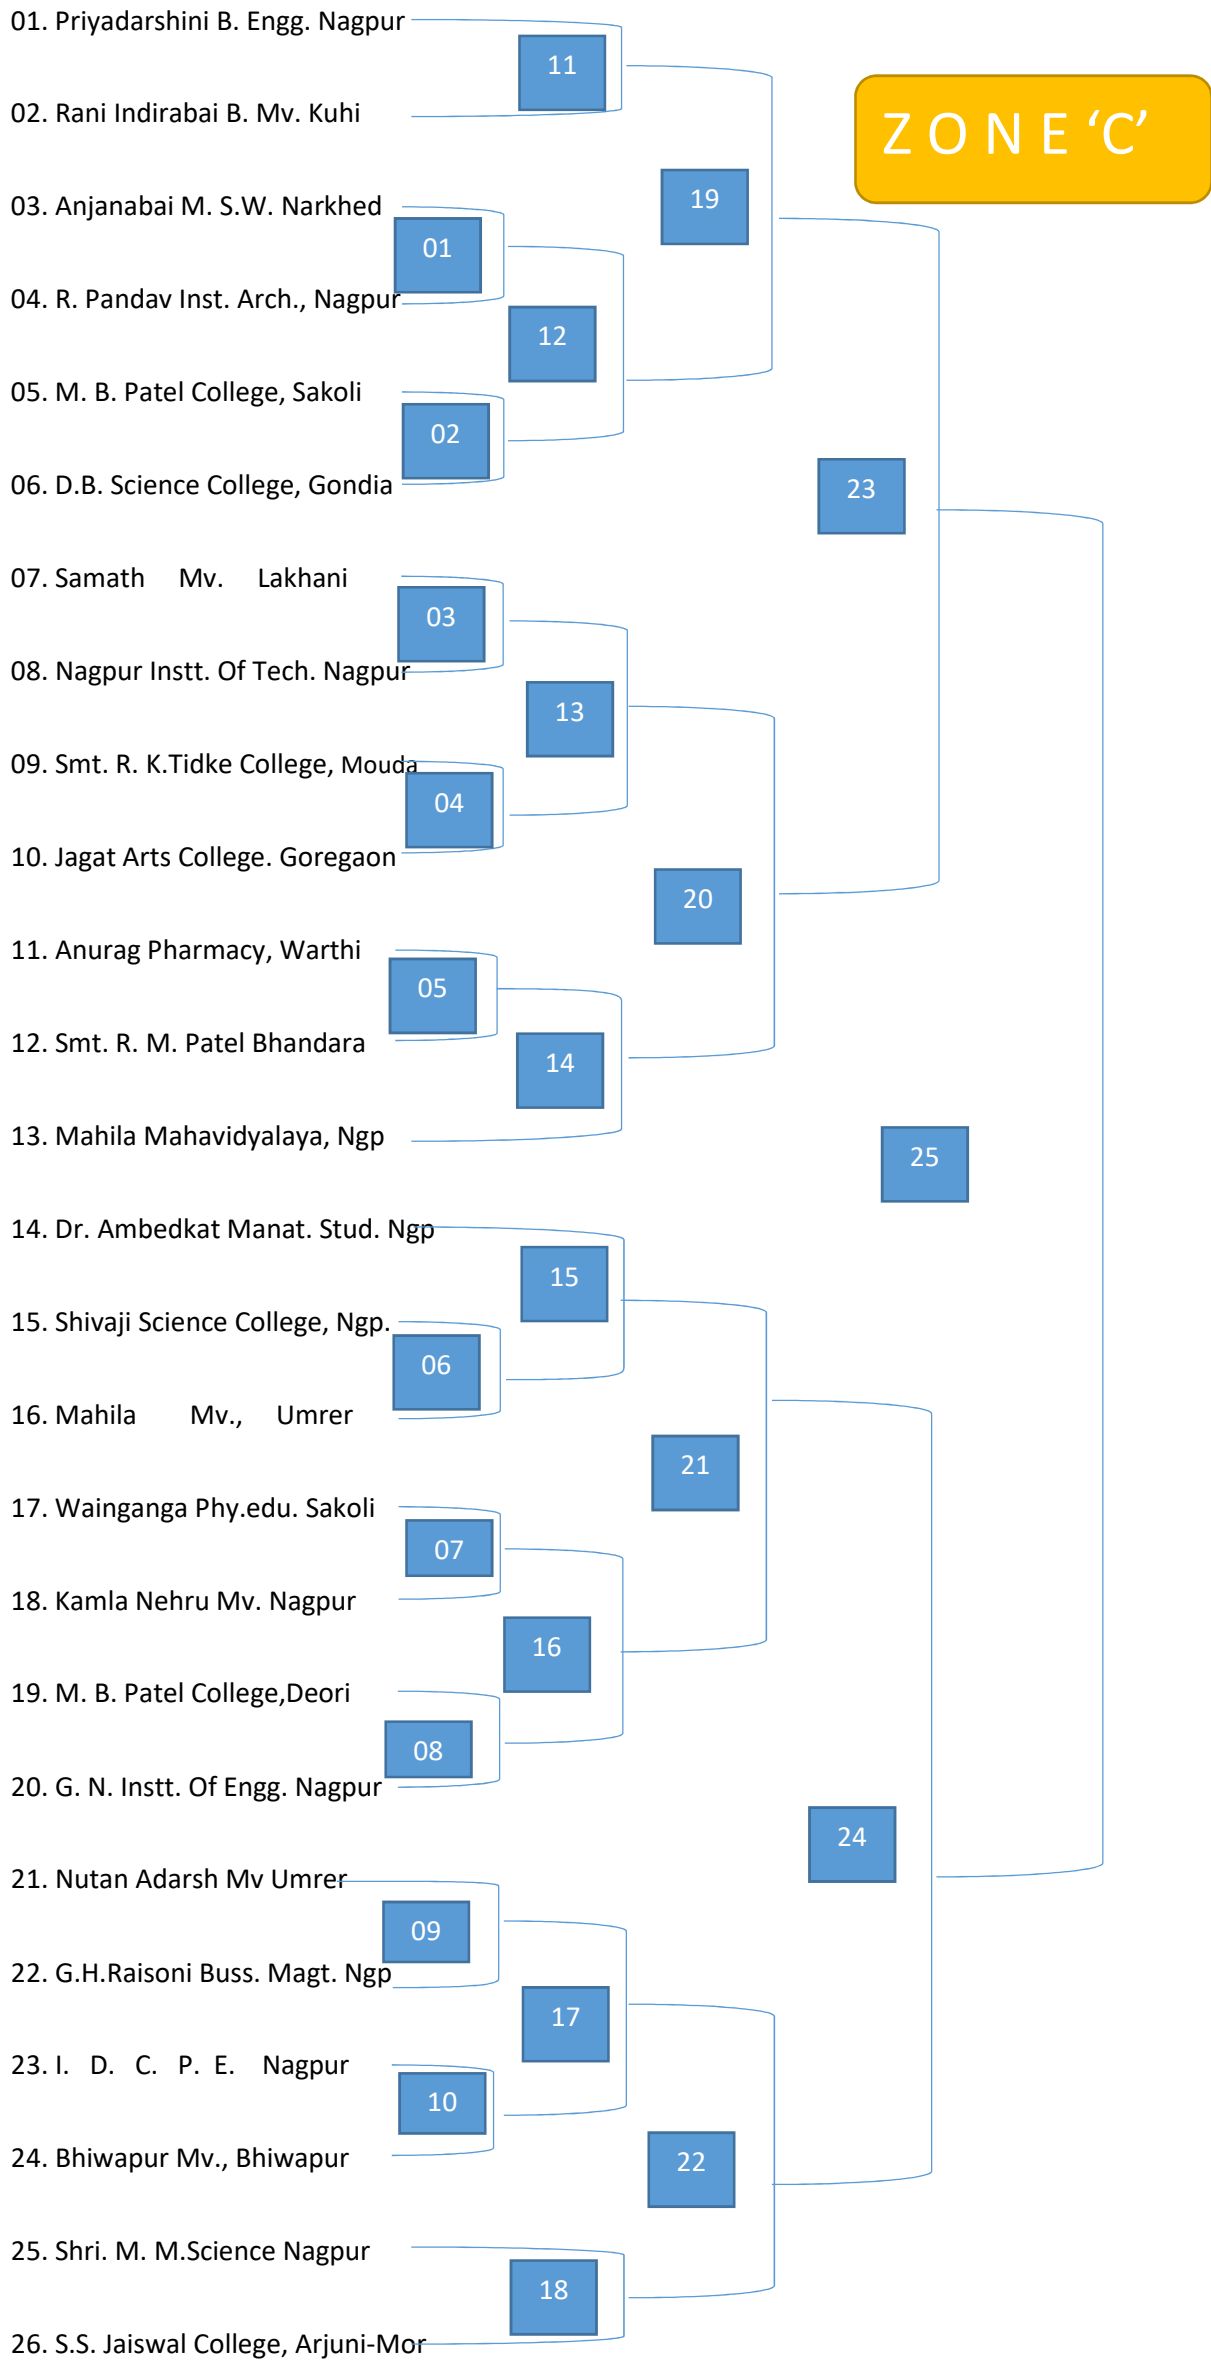 01. Priyadarshini B. Engg. Nagpur
11
Z O N E ‘C’
02. Rani Indirabai B. Mv. Kuhi
19
03. Anjanabai M. S.W. Narkhed
01
04. R. Pandav Inst. Arch., Nagpur
12
05. M. B. Patel College, Sakoli
02
06. D.B. Science College, Gondia
23
07. Samath Mv. Lakhani
03
08. Nagpur Instt. Of Tech. Nagpur
13
09. Smt. R. K.Tidke College, Mouda
04
10. Jagat Arts College. Goregaon
20
11. Anurag Pharmacy, Warthi
05
12. Smt. R. M. Patel Bhandara
14
13. Mahila Mahavidyalaya, Ngp
25
14. Dr. Ambedkat Manat. Stud. Ngp
15
15. Shivaji Science College, Ngp.
06
16. Mahila Mv., Umrer
21
17. Wainganga Phy.edu. Sakoli
07
18. Kamla Nehru Mv. Nagpur
16
19. M. B. Patel College,Deori
08
20. G. N. Instt. Of Engg. Nagpur
24
21. Nutan Adarsh Mv Umrer
09
22. G.H.Raisoni Buss. Magt. Ngp
17
23. I. D. C. P. E. Nagpur
10
24. Bhiwapur Mv., Bhiwapur
22
25. Shri. M. M.Science Nagpur
18
26. S.S. Jaiswal College, Arjuni-Mor